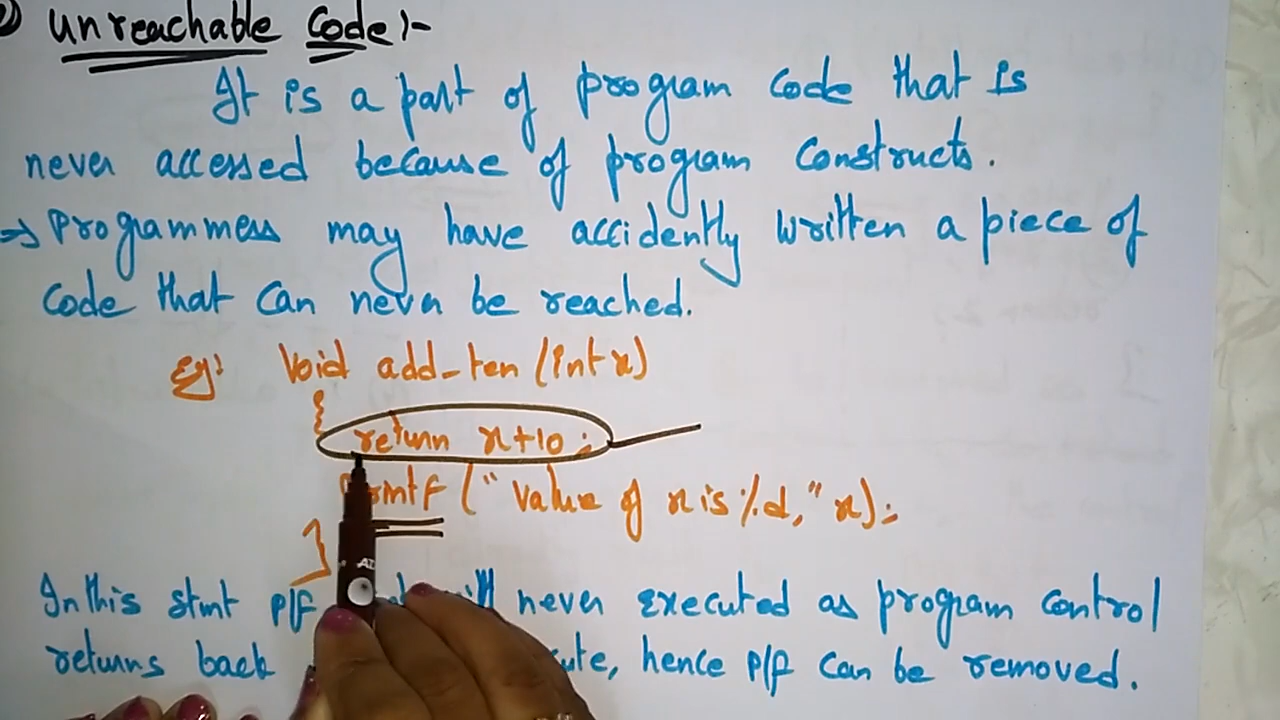 unreachable code:-
It is a part of program code that is
never accessed because of program constructs.
⇒ programmers may have accidently written a piece of
code that can never be reached.
Eg: Void add-ten (int x)
{
return x+10;
printf (" value of x is %d," x);
}
In this stmt p/f will never executed as program control
returns back hence p/f can be removed.